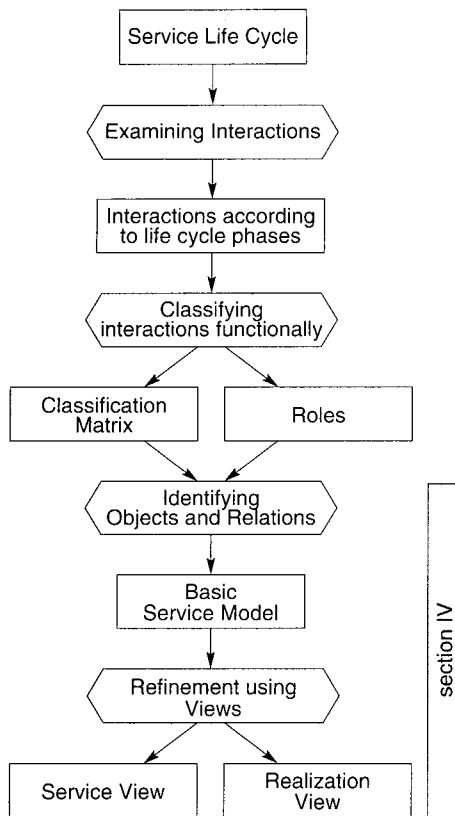 Service Life Cycle
Examining Interactions
Interactions according
to life cycle phases
Classifying
interactions functionally
Classification
Matrix
Roles
Identifying
Objects and Relations
Basic
Service Model
Refinement using
Views
Service View
Realization
View
section IV